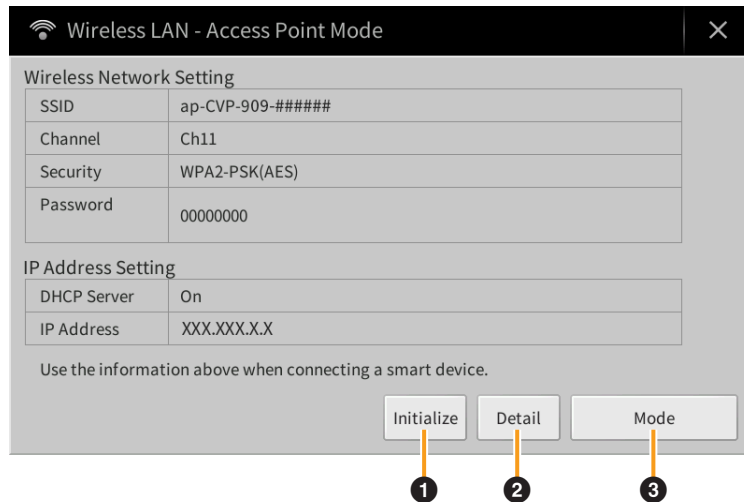 Wireless LAN - Access Point Mode
Wireless Network Setting
SSID ap-CVP-909-######
Channel Ch11
Security WPA2-PSK(AES)
Password 00000000
IP Address Setting
DHCP Server On
IP Address XXX.XXX.X.X
Use the information above when connecting a smart device.
Initialize Detail Mode
1 2 3